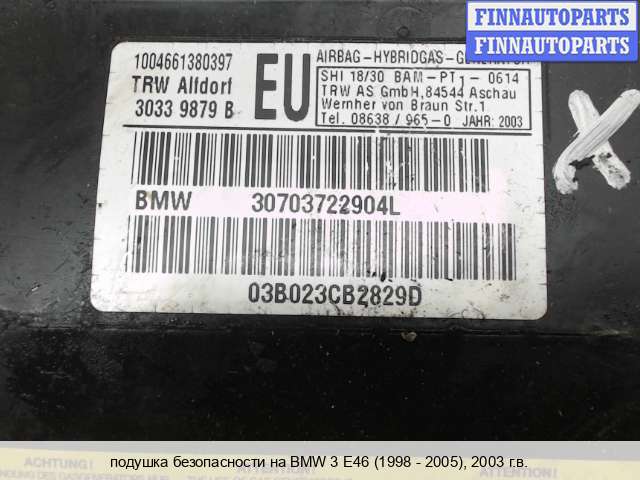 FINNAUTOPARTS
FINNAUTOPARTS
FINNAUTOPARTS
1004661380397
TRW Alfdorf
3033 9879 B
EU
AIRBAG-HYBRIDGAS-GENERATOR
SHI 18/30 BAM-PT1-0614
TRW AS GmbH,84544 Aschau
Wernher von Braun Str.1
Tel. 08638/965-0 JAHR: 2003
BMW 30703722904L
03B023CB2829D
ACHTUNG!
ATTENTION!
подушка безопасности на BMW 3 E46 (1998 - 2005), 2003 г.в.